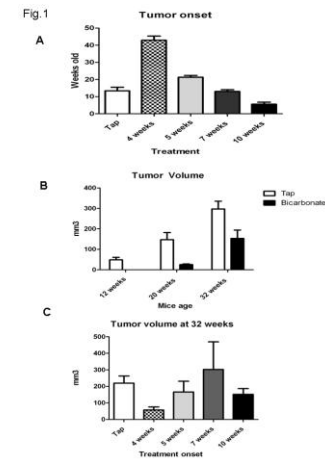 Fig.1
Tumor onset
A
Weeks old
50
40
30
20
10
0
Tap
4 weeks
5 weeks
7 weeks
10 weeks
Treatment
Tumor Volume
B
mm3
400
300
200
100
0
12 weeks
20 weeks
32 weeks
Mice age
Tap
Bicarbonate
C
Tumor volume at 32 weeks
mm3
500
400
300
200
100
0
Tap
4 weeks
5 weeks
7 weeks
10 weeks
Treatment onset